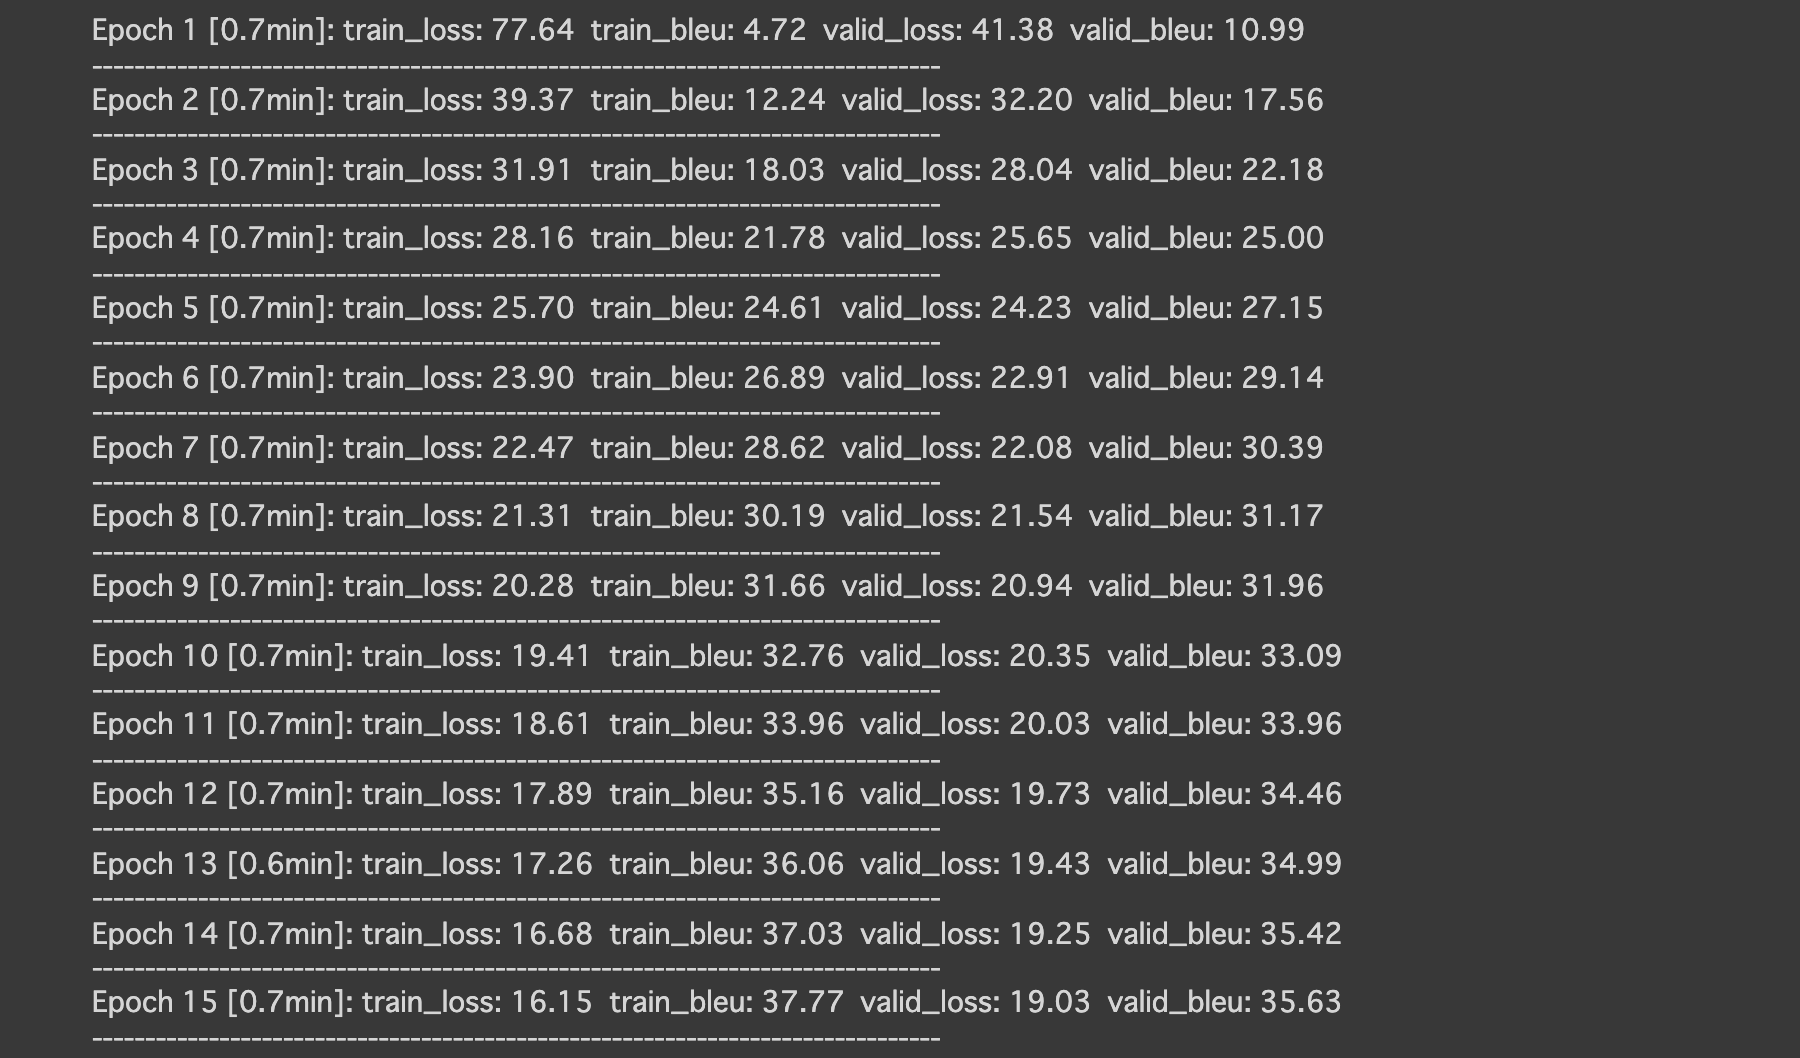 Epoch 1 [0.7min]: train_loss: 77.64  train_bleu: 4.72  valid_loss: 41.38  valid_bleu: 10.99
--------------------------------------------------------------------------------
Epoch 2 [0.7min]: train_loss: 39.37  train_bleu: 12.24  valid_loss: 32.20  valid_bleu: 17.56
--------------------------------------------------------------------------------
Epoch 3 [0.7min]: train_loss: 31.91  train_bleu: 18.03  valid_loss: 28.04  valid_bleu: 22.18
--------------------------------------------------------------------------------
Epoch 4 [0.7min]: train_loss: 28.16  train_bleu: 21.78  valid_loss: 25.65  valid_bleu: 25.00
--------------------------------------------------------------------------------
Epoch 5 [0.7min]: train_loss: 25.70  train_bleu: 24.61  valid_loss: 24.23  valid_bleu: 27.15
--------------------------------------------------------------------------------
Epoch 6 [0.7min]: train_loss: 23.90  train_bleu: 26.89  valid_loss: 22.91  valid_bleu: 29.14
--------------------------------------------------------------------------------
Epoch 7 [0.7min]: train_loss: 22.47  train_bleu: 28.62  valid_loss: 22.08  valid_bleu: 30.39
--------------------------------------------------------------------------------
Epoch 8 [0.7min]: train_loss: 21.31  train_bleu: 30.19  valid_loss: 21.54  valid_bleu: 31.17
--------------------------------------------------------------------------------
Epoch 9 [0.7min]: train_loss: 20.28  train_bleu: 31.66  valid_loss: 20.94  valid_bleu: 31.96
--------------------------------------------------------------------------------
Epoch 10 [0.7min]: train_loss: 19.41  train_bleu: 32.76  valid_loss: 20.35  valid_bleu: 33.09
--------------------------------------------------------------------------------
Epoch 11 [0.7min]: train_loss: 18.61  train_bleu: 33.96  valid_loss: 20.03  valid_bleu: 33.96
--------------------------------------------------------------------------------
Epoch 12 [0.7min]: train_loss: 17.89  train_bleu: 35.16  valid_loss: 19.73  valid_bleu: 34.46
--------------------------------------------------------------------------------
Epoch 13 [0.6min]: train_loss: 17.26  train_bleu: 36.06  valid_loss: 19.43  valid_bleu: 34.99
--------------------------------------------------------------------------------
Epoch 14 [0.7min]: train_loss: 16.68  train_bleu: 37.03  valid_loss: 19.25  valid_bleu: 35.42
--------------------------------------------------------------------------------
Epoch 15 [0.7min]: train_loss: 16.15  train_bleu: 37.77  valid_loss: 19.03  valid_bleu: 35.63
--------------------------------------------------------------------------------